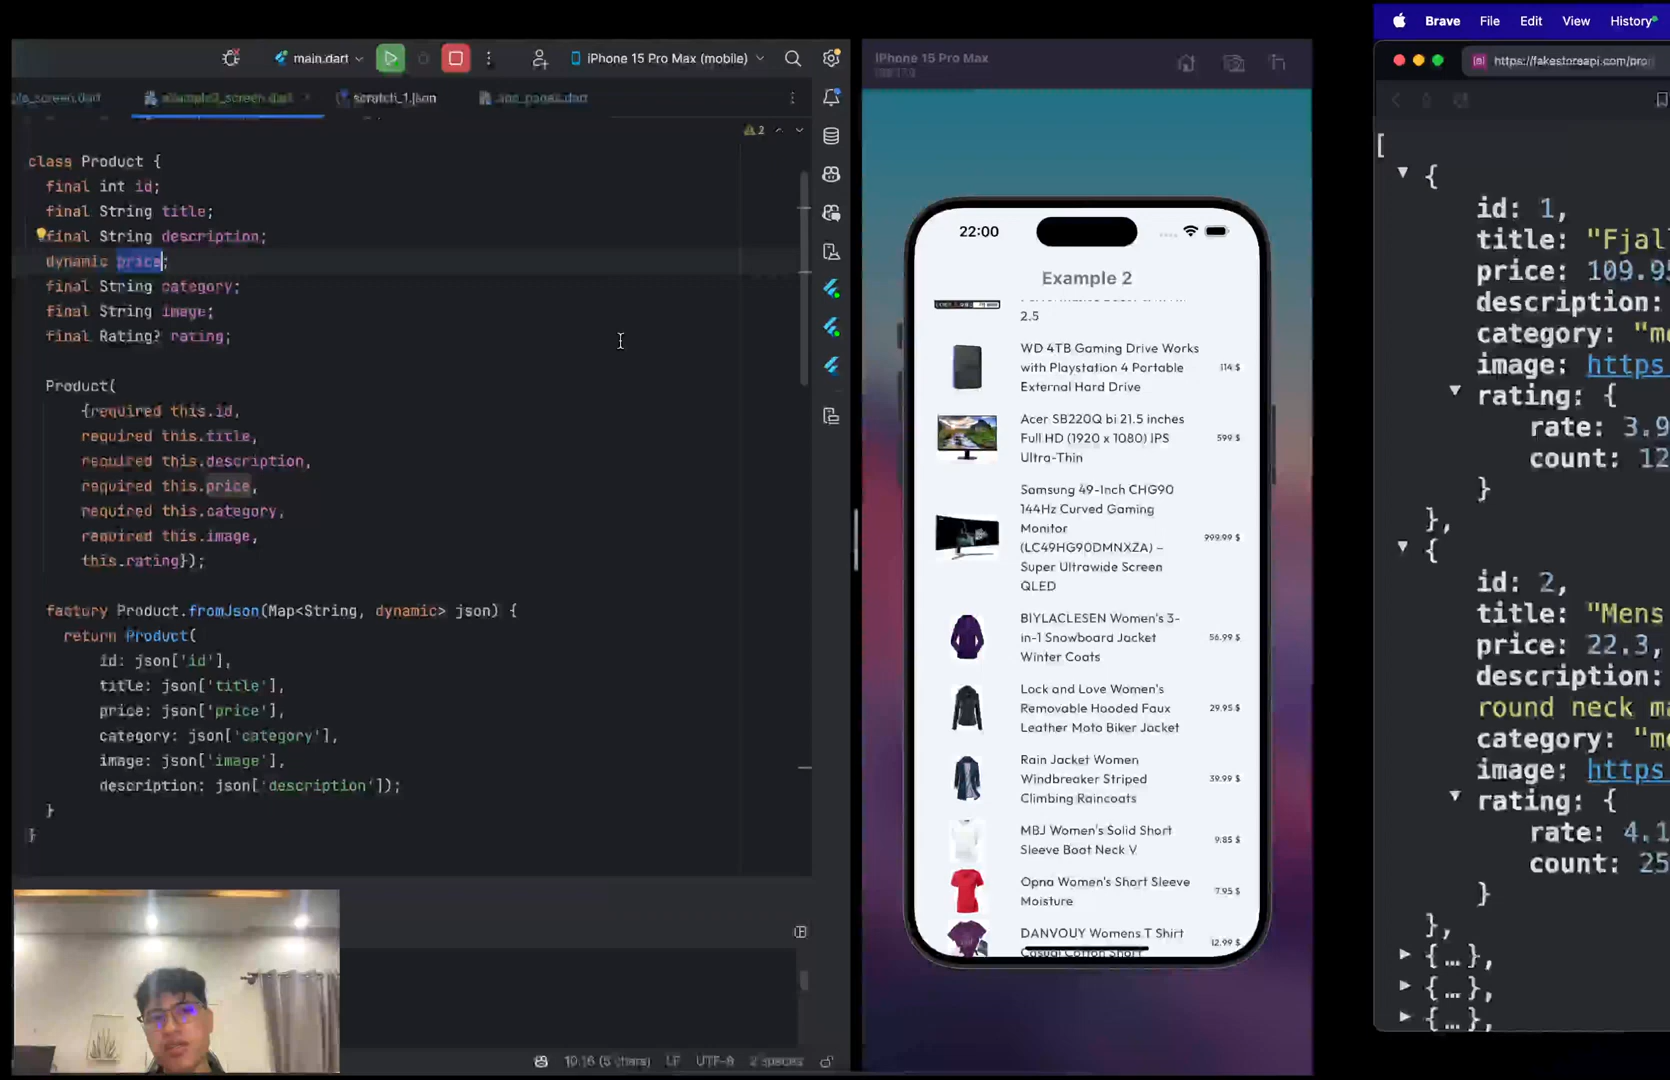 main.dart
iPhone 15 Pro Max (mobile)
scratch_1.json
2
class Product {
final int id;
final String title;
final String description;
dynamic price;
final String category;
final String image;
final Rating? rating;
Product(
{required this.id,
required this.title,
required this.description,
required this.price,
required this.category,
required this.image,
this.rating});
factory Product.fromJson(Map<String, dynamic> json) {
return Product(
id: json['id'],
title: json['title'],
price: json['price'],
category: json['category'],
image: json['image'],
description: json['description']);
}
}
LF UTF-8 2 spaces
iPhone 15 Pro Max
22:00
Example 2
2.5
WD 4TB Gaming Drive Works
with Playstation 4 Portable
External Hard Drive
114 $
Acer SB220Q bi 21.5 inches
Full HD (1920 x 1080) IPS
Ultra-Thin
599 $
Samsung 49-Inch CHG90
144Hz Curved Gaming
Monitor
(LC49HG90DMNXZA) –
Super Ultrawide Screen
QLED
999.99 $
BIYLACLESEN Women's 3-
in-1 Snowboard Jacket
Winter Coats
56.99 $
Lock and Love Women's
Removable Hooded Faux
Leather Moto Biker Jacket
29.95 $
Rain Jacket Women
Windbreaker Striped
Climbing Raincoats
39.99 $
MBJ Women's Solid Short
Sleeve Boat Neck V
9.85 $
Opna Women's Short Sleeve
Moisture
7.95 $
DANVOUY Womens T Shirt
Casual Cotton Short
12.99 $
Brave File Edit View History
https://fakestoreapi.com/pro
[
{
id: 1,
title: "Fjal
price: 109.95
description:
category: "me
image: https
rating: {
rate: 3.9
count: 12
}
},
{
id: 2,
title: "Mens
price: 22.3,
description:
round neck ma
category: "me
image: https
rating: {
rate: 4.1
count: 25
}
},
{…},
{…},
{…},